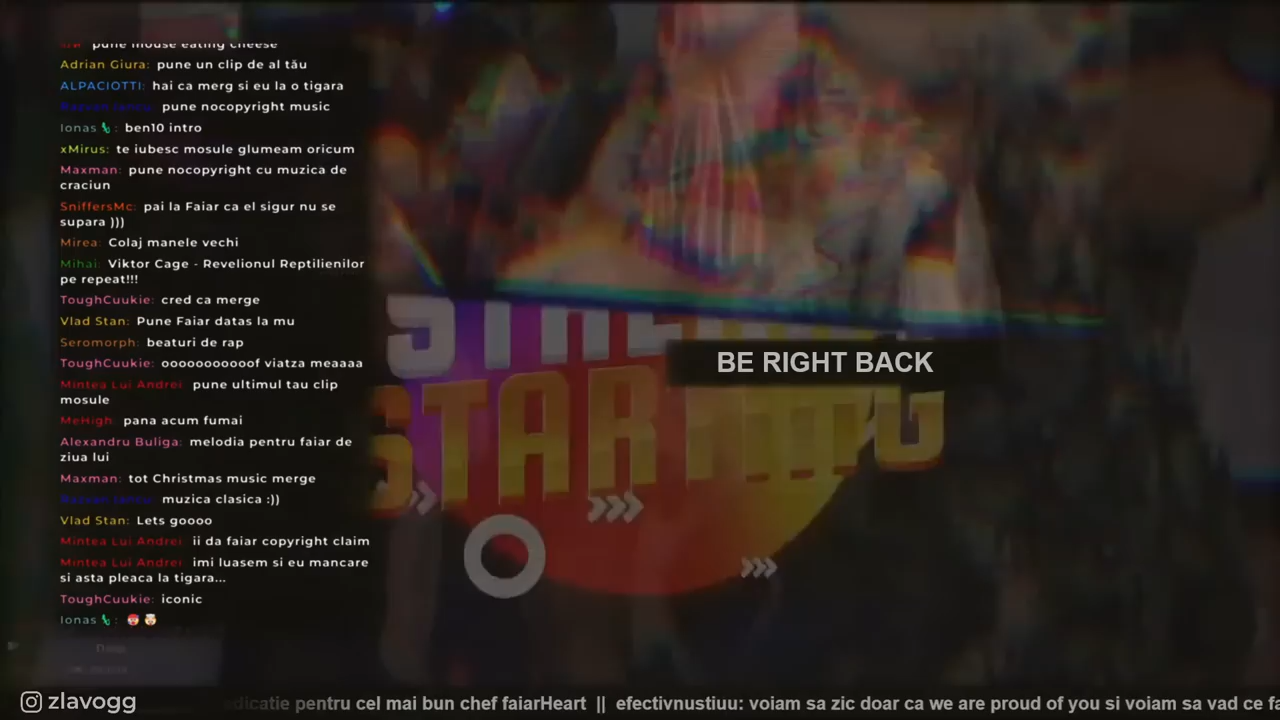 pune mouse eating cheese
Adrian Giura: pune un clip de al tău
ALPACIOTTI: hai ca merg si eu la o tigara
pune nocopyright music
Ionas : ben10 intro
xMirus: te iubesc mosule glumeam oricum
Maxman: pune nocopyright cu muzica de
craciun
SniffersMc: pai la Faiar ca el sigur nu se
supara )))
Mirea: Colaj manele vechi
Mihai: Viktor Cage - Revelionul Reptilienilor
pe repeat!!!
ToughCuukie: cred ca merge
Vlad Stan: Pune Faiar datas la mu
Seromorph: beaturi de rap
ToughCuukie: ooooooooooof viatza meaaaa
Mintea Lui Andrei: pune ultimul tau clip
mosule
MeHigh: pana acum fumai
Alexandru Buliga: melodia pentru faiar de
ziua lui
Maxman: tot Christmas music merge
muzica clasica :))
Vlad Stan: Lets goooo
Mintea Lui Andrei: ii da faiar copyright claim
Mintea Lui Andrei: imi luasem si eu mancare
si asta pleaca la tigara...
ToughCuukie: iconic
Ionas :
STARTING
BE RIGHT BACK
zlavogg
dicatie pentru cel mai bun chef faiarHeart || efectivnustiuu: voiam sa zic doar ca we are proud of you si voiam sa vad ce fa